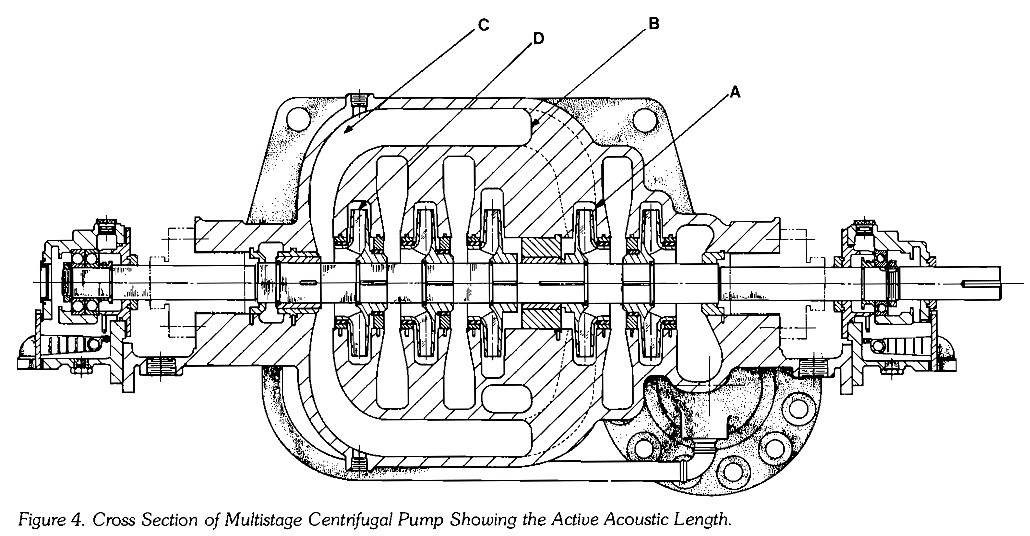 C
B
D
A
Figure 4. Cross Section of Multistage Centrifugal Pump Showing the Active Acoustic Length.